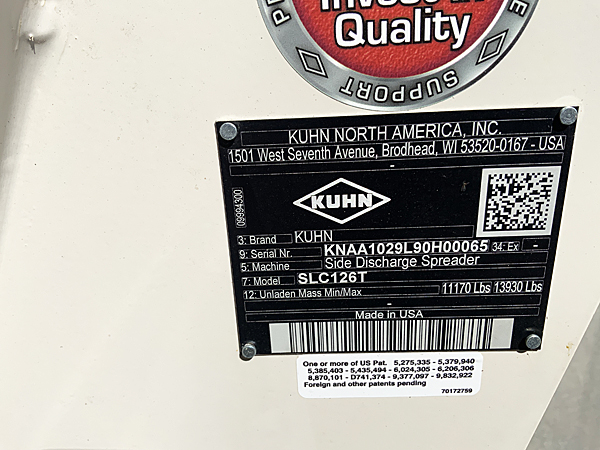 Invest in
Quality
SUPPORT
KUHN NORTH AMERICA, INC.
1501 West Seventh Avenue, Brodhead, WI 53520-0167 - USA
-
09994300
KUHN
3: Brand KUHN
9: Serial Nr. KNAA1029L90H00065 34: Ex -
5: Machine Side Discharge Spreader
7: Model SLC126T
12: Unladen Mass Min/Max 11170 Lbs 13930 Lbs
-
Made in USA
One or more of US Pat. 5,275,335 - 5,379,940
5,385,403 - 5,435,494 - 6,024,305 - 6,206,306
8,870,101 - D741,374 - 9,377,097 - 9,832,922
Foreign and other patents pending
70172759